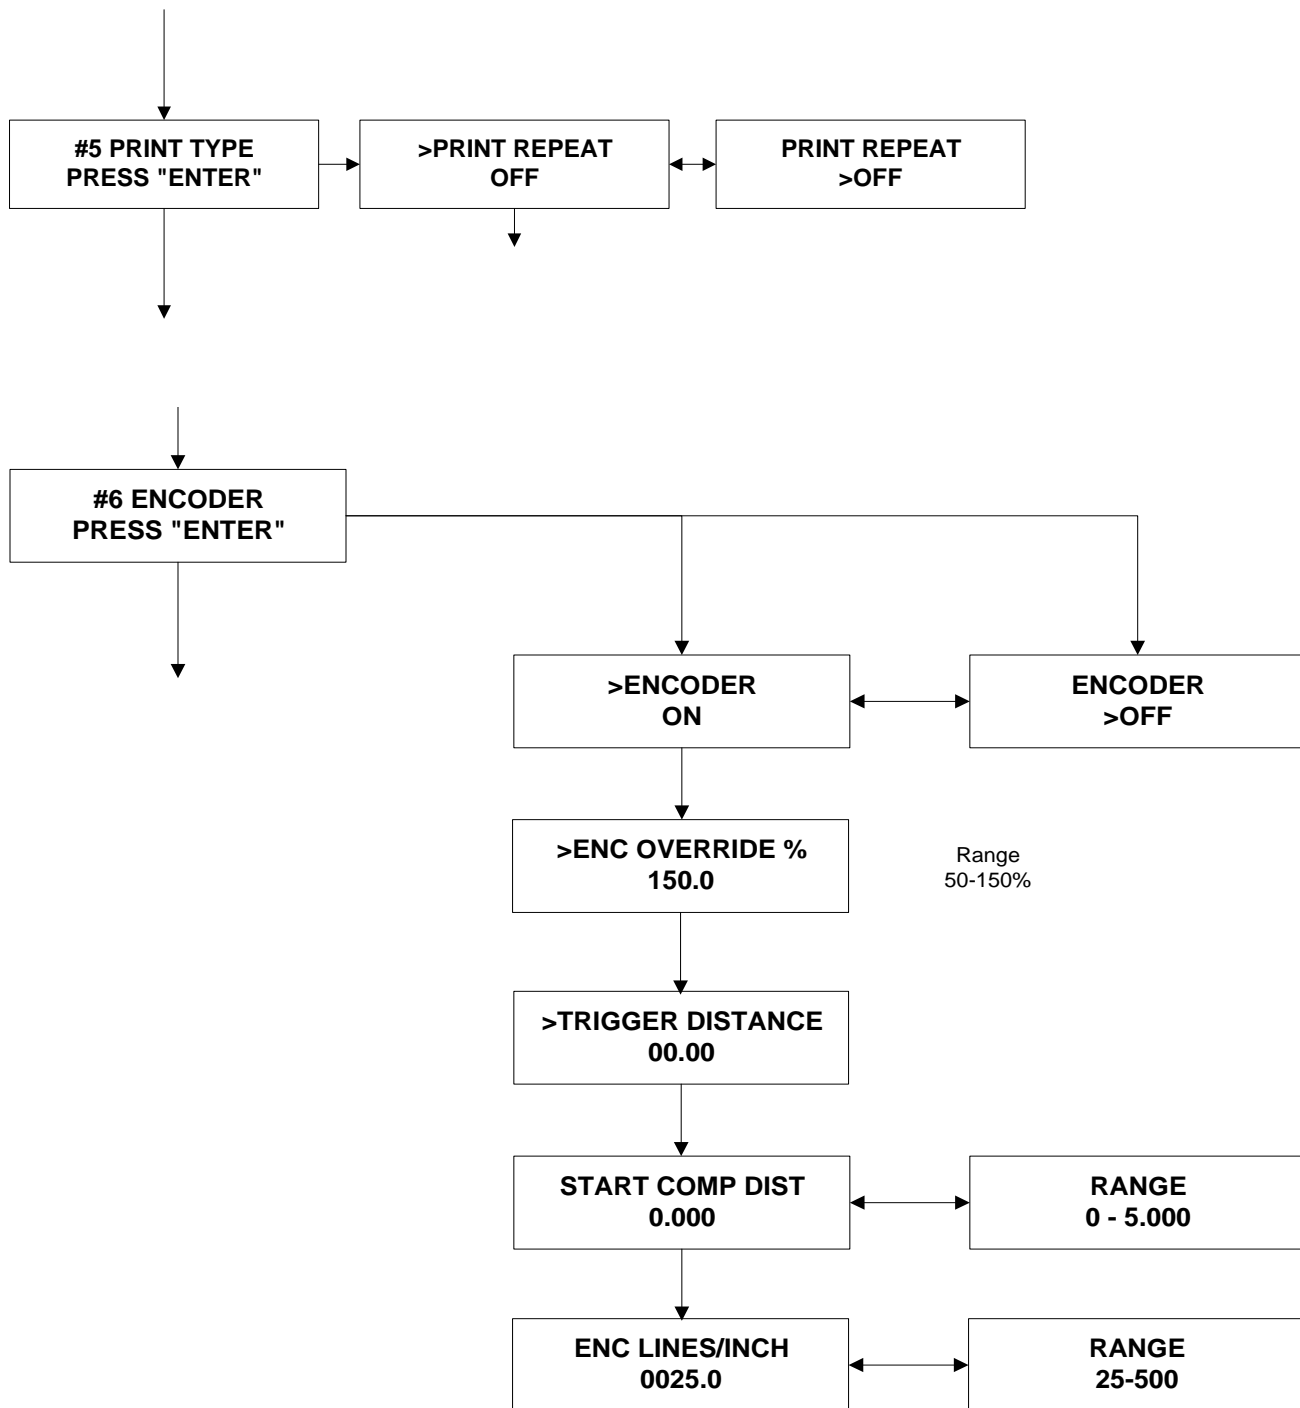 #5 PRINT TYPE
PRESS "ENTER"
>PRINT REPEAT
OFF
PRINT REPEAT
>OFF
#6 ENCODER
PRESS "ENTER"
>ENCODER
ON
ENCODER
>OFF
>ENC OVERRIDE %
150.0
Range
50-150%
>TRIGGER DISTANCE
00.00
START COMP DIST
0.000
RANGE
0 - 5.000
ENC LINES/INCH
0025.0
RANGE
25-500